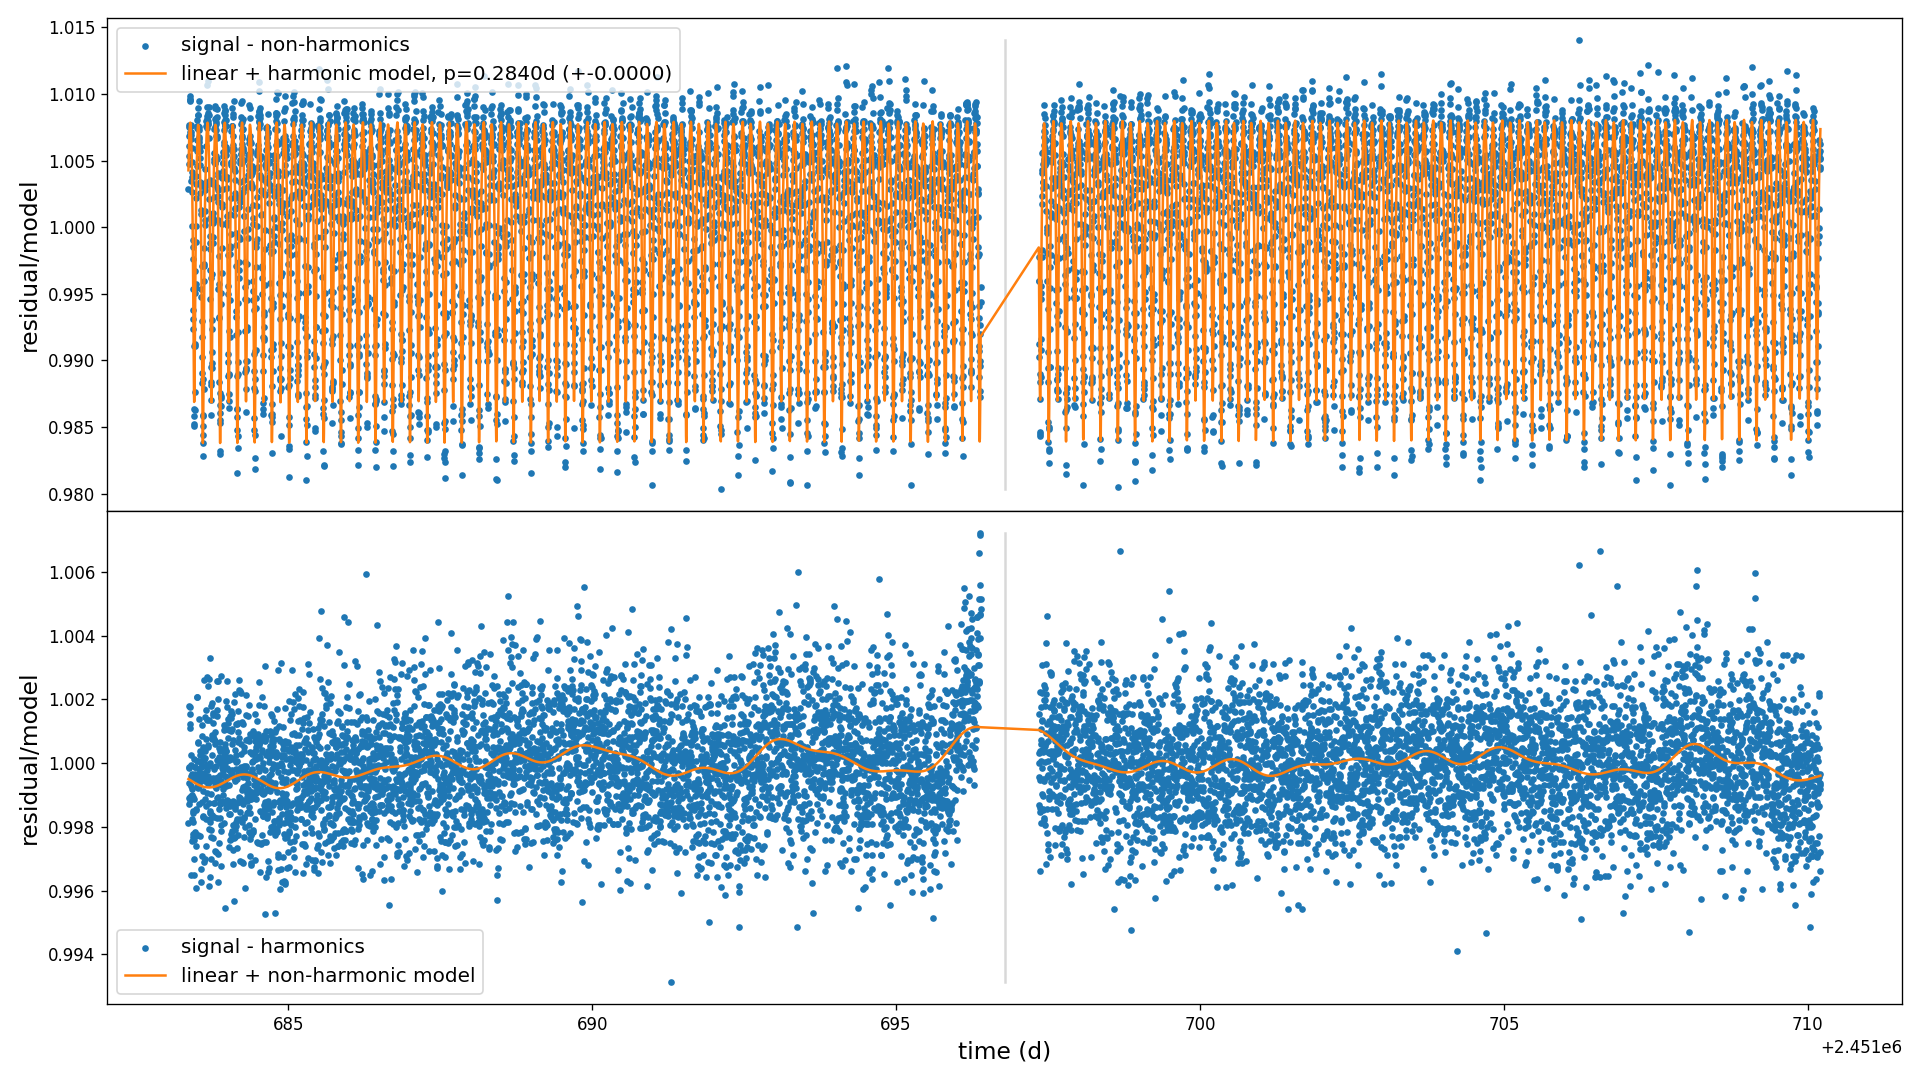 signal - non-harmonics
linear + harmonic model, p=0.2840d (+-0.0000)
1.015
1.010
1.005
1.000
0.995
0.990
0.985
0.980
residual/model
1.006
1.004
1.002
1.000
0.998
0.996
0.994
residual/model
signal - harmonics
linear + non-harmonic model
685
690
695
700
705
710
time (d)
+2.451e6